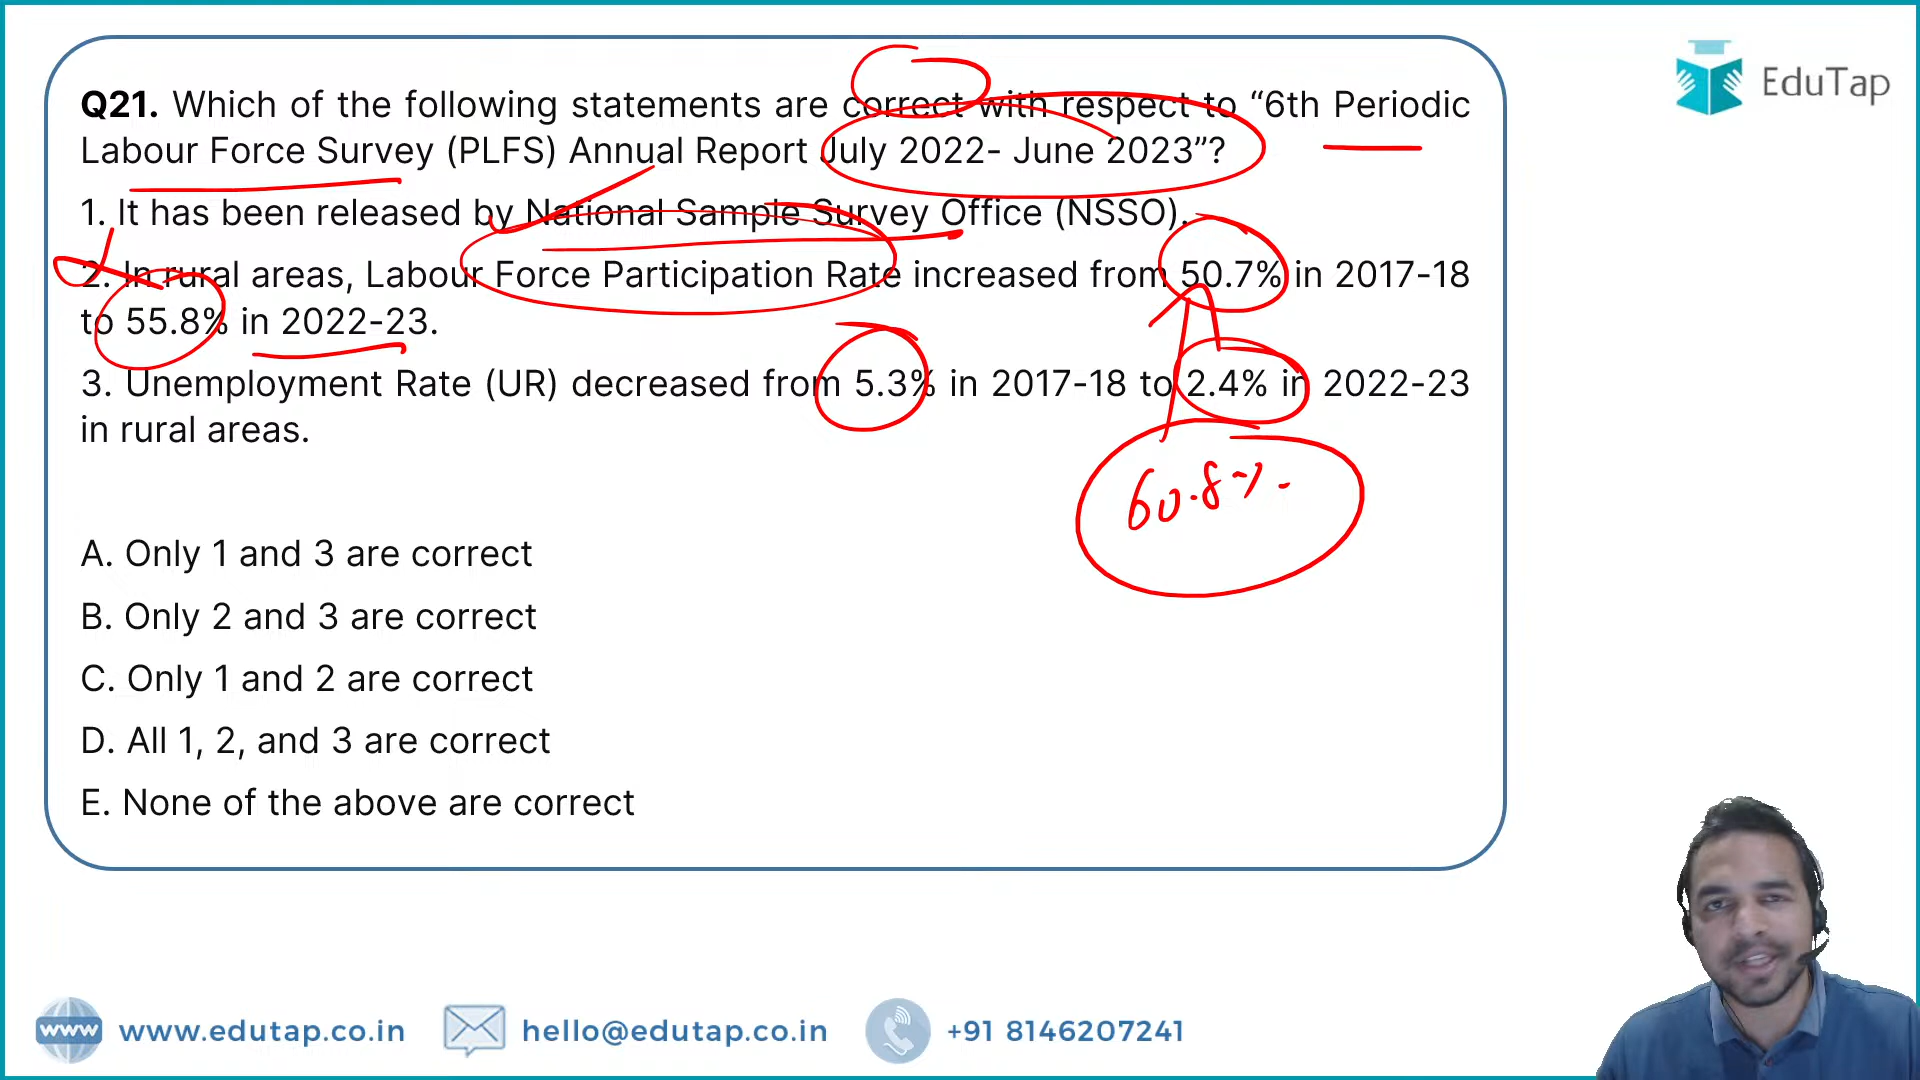 EduTap
Q21. Which of the following statements are correct with respect to “6th Periodic
Labour Force Survey (PLFS) Annual Report July 2022- June 2023”?
1. It has been released by National Sample Survey Office (NSSO).
2. In rural areas, Labour Force Participation Rate increased from 50.7% in 2017-18
to 55.8% in 2022-23.
3. Unemployment Rate (UR) decreased from 5.3% in 2017-18 to 2.4% in 2022-23
in rural areas.
60.8%.
A. Only 1 and 3 are correct
B. Only 2 and 3 are correct
C. Only 1 and 2 are correct
D. All 1, 2, and 3 are correct
E. None of the above are correct
www www.edutap.co.in hello@edutap.co.in +91 8146207241